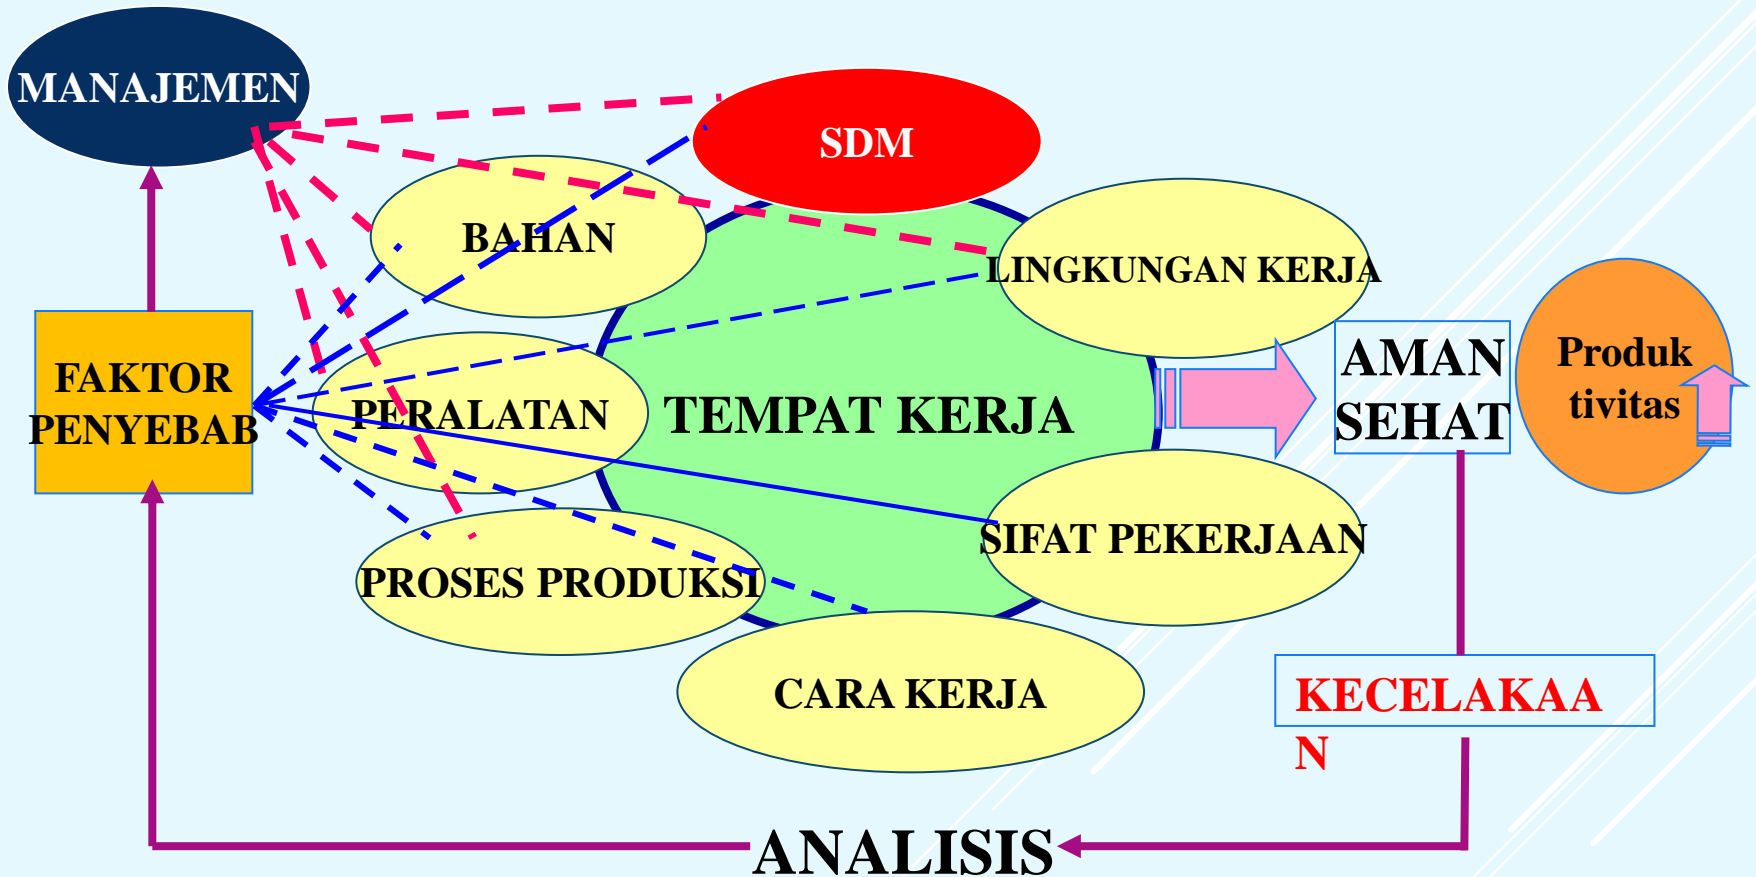 MANAJEMEN
SDM
BAHAN
LINGKUNGAN KERJA
FAKTOR
PENYEBAB
PERALATAN
TEMPAT KERJA
AMAN
SEHAT
Produk
tivitas
SIFAT PEKERJAAN
PROSES PRODUKSI
CARA KERJA
KECELAKAA
N
ANALISIS